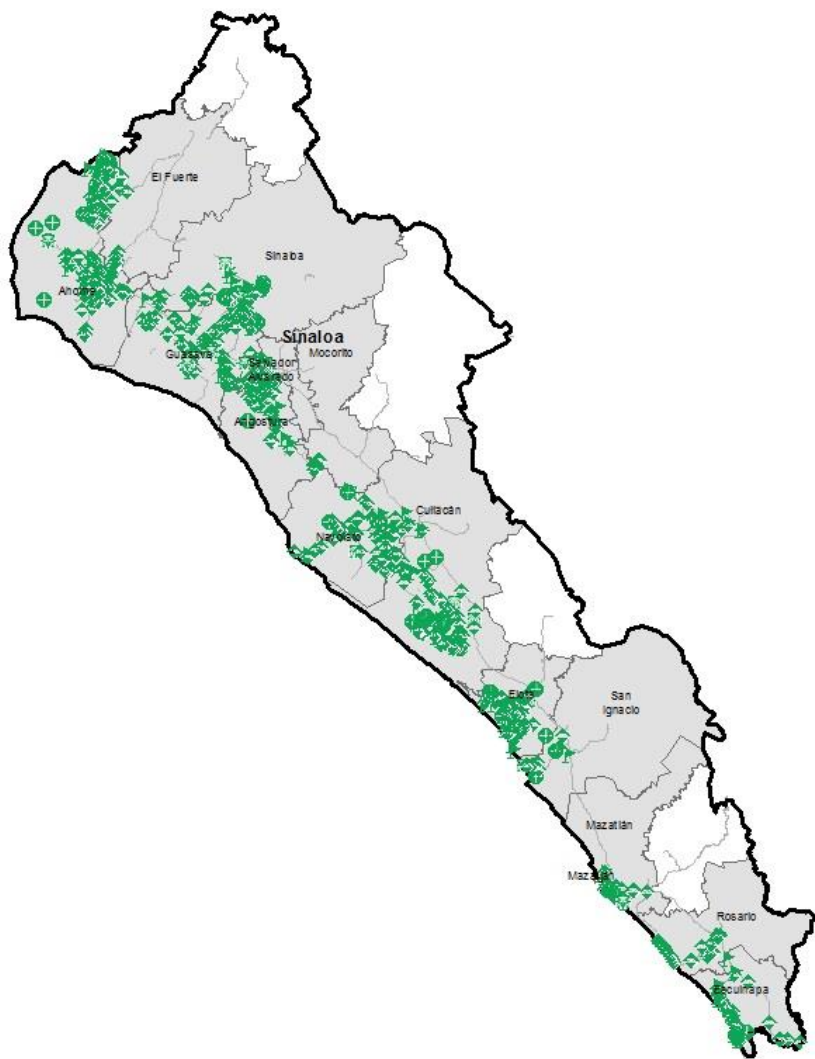 El Fuerte
Sinaloa
Ahome
Sinaloa
Mocorito
Guasave
Salvador
Alvarado
Angostura
Culiacán
Navolato
Elota
San
Ignacio
Mazatlán
Mazatlán
Rosario
Escuinapa